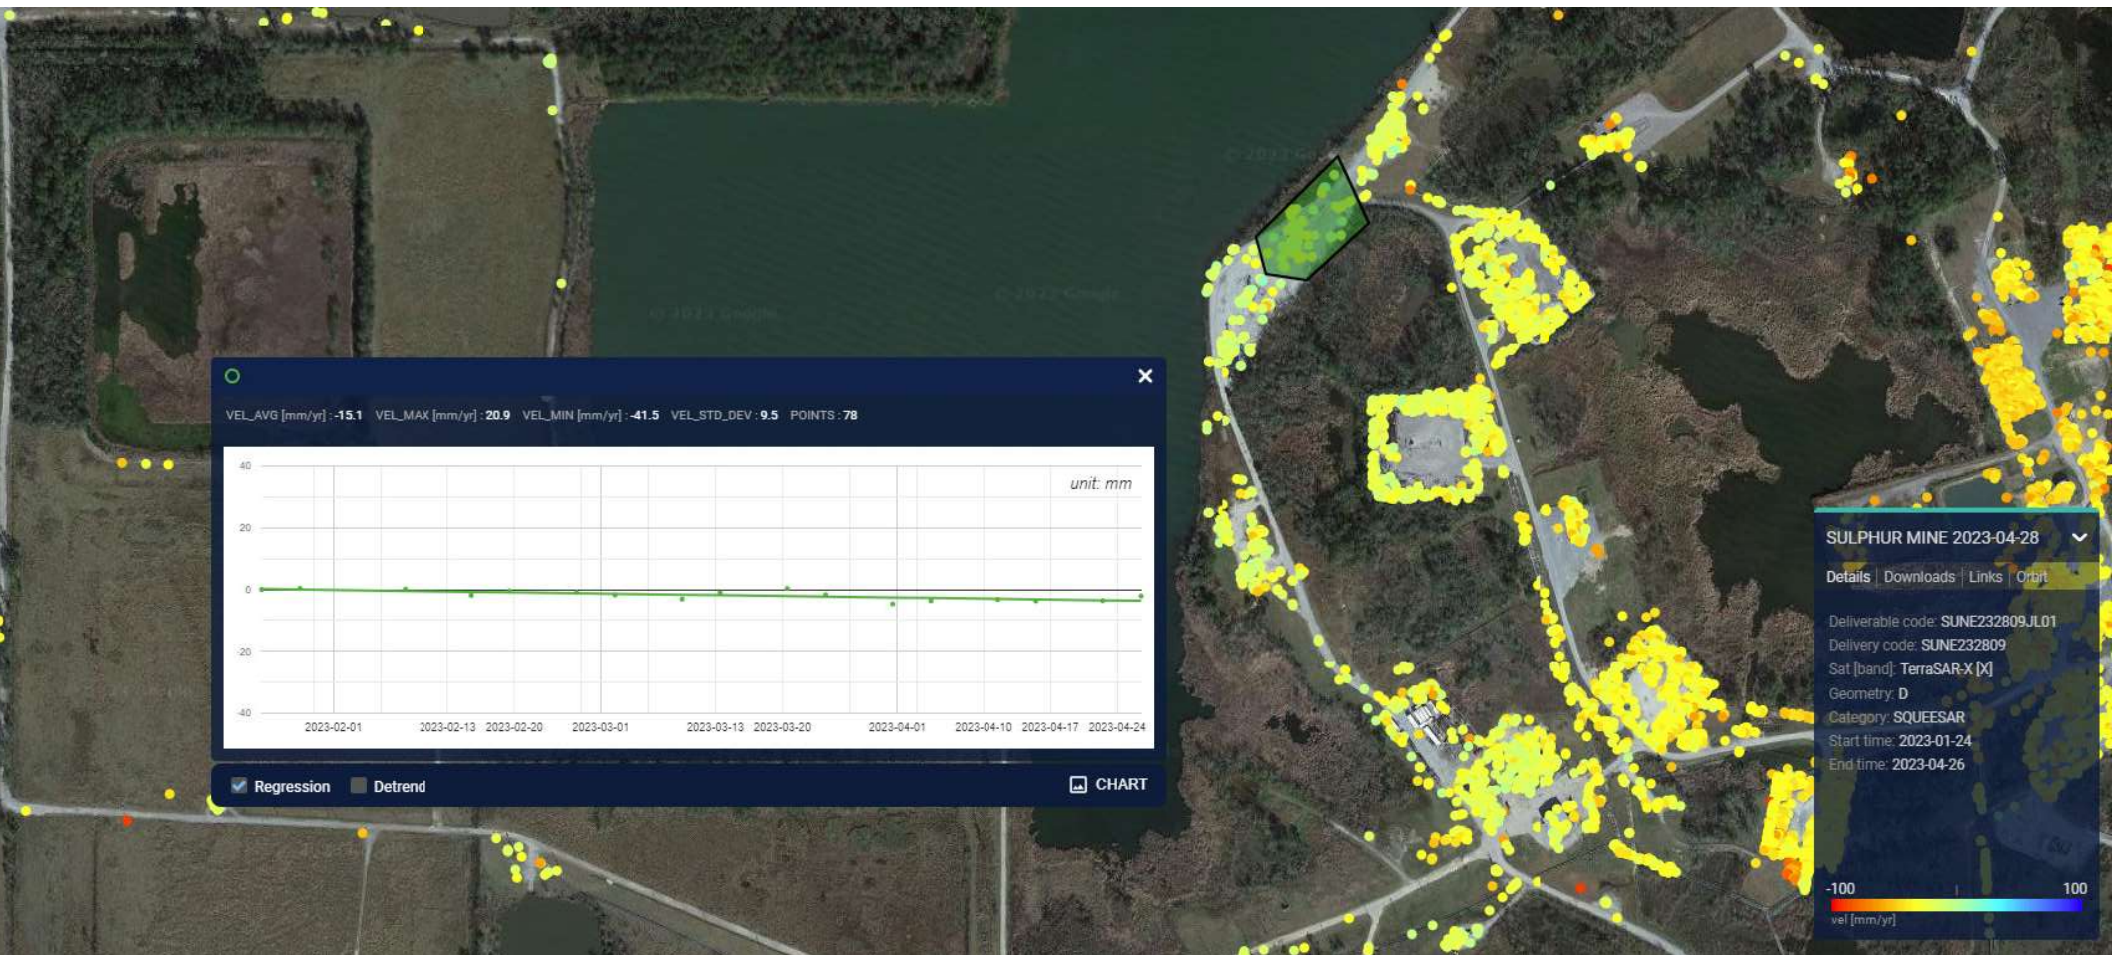 © 2023 Google
© 2023 Google
VEL_AVG [mm/yr] : -15.1 VEL_MAX [mm/yr] : 20.9 VEL_MIN [mm/yr] : -41.5 VEL_STD_DEV : 9.5 POINTS : 78
unit: mm
40
20
0
-20
-40
2023-02-01 2023-02-13 2023-02-20 2023-03-01 2023-03-13 2023-03-20 2023-04-01 2023-04-10 2023-04-17 2023-04-24
Regression Detrend CHART
SULPHUR MINE 2023-04-28
Details | Downloads | Links | Orbit
Deliverable code: SUNE232809JL01
Delivery code: SUNE232809
Sat [band]: TerraSAR-X [X]
Geometry: D
Category: SQUEESAR
Start time: 2023-01-24
End time: 2023-04-26
-100 100
vel [mm/yr]